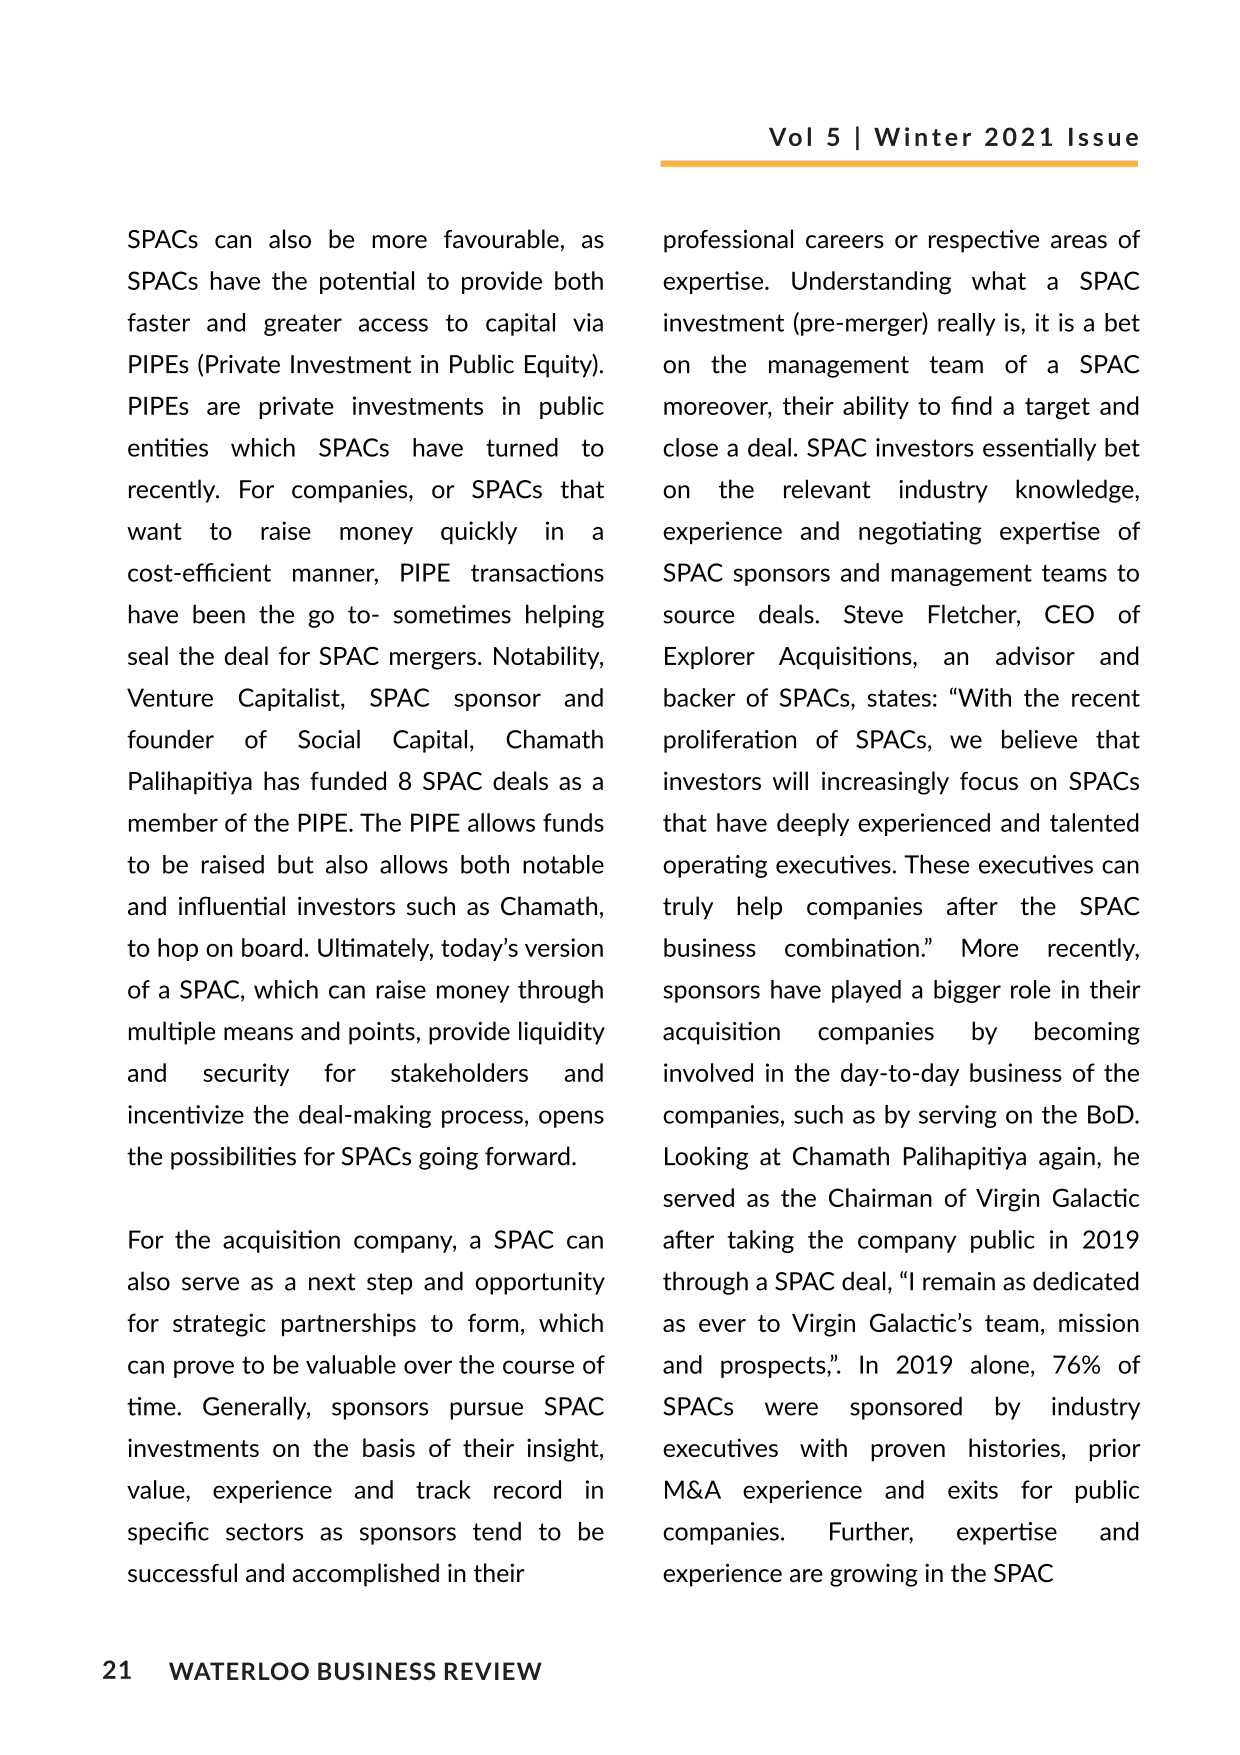 Vol 5 | Winter 2021 Issue
SPACs can also be more favourable, as
SPACs have the potential to provide both
faster and greater access to capital via
PIPEs (Private Investment in Public Equity).
PIPEs are private investments in public
entities which SPACs have turned to
recently. For companies, or SPACs that
want to raise money quickly in a
cost-efficient manner, PIPE transactions
have been the go to- sometimes helping
seal the deal for SPAC mergers. Notability,
Venture Capitalist, SPAC sponsor and
founder of Social Capital, Chamath
Palihapitiya has funded 8 SPAC deals as a
member of the PIPE. The PIPE allows funds
to be raised but also allows both notable
and influential investors such as Chamath,
to hop on board. Ultimately, today’s version
of a SPAC, which can raise money through
multiple means and points, provide liquidity
and security for stakeholders and
incentivize the deal-making process, opens
the possibilities for SPACs going forward.
For the acquisition company, a SPAC can
also serve as a next step and opportunity
for strategic partnerships to form, which
can prove to be valuable over the course of
time. Generally, sponsors pursue SPAC
investments on the basis of their insight,
value, experience and track record in
specific sectors as sponsors tend to be
successful and accomplished in their
professional careers or respective areas of
expertise. Understanding what a SPAC
investment (pre-merger) really is, it is a bet
on the management team of a SPAC
moreover, their ability to find a target and
close a deal. SPAC investors essentially bet
on the relevant industry knowledge,
experience and negotiating expertise of
SPAC sponsors and management teams to
source deals. Steve Fletcher, CEO of
Explorer Acquisitions, an advisor and
backer of SPACs, states: “With the recent
proliferation of SPACs, we believe that
investors will increasingly focus on SPACs
that have deeply experienced and talented
operating executives. These executives can
truly help companies after the SPAC
business combination.” More recently,
sponsors have played a bigger role in their
acquisition companies by becoming
involved in the day-to-day business of the
companies, such as by serving on the BoD.
Looking at Chamath Palihapitiya again, he
served as the Chairman of Virgin Galactic
after taking the company public in 2019
through a SPAC deal, “I remain as dedicated
as ever to Virgin Galactic’s team, mission
and prospects,”. In 2019 alone, 76% of
SPACs were sponsored by industry
executives with proven histories, prior
M&A experience and exits for public
companies. Further, expertise and
experience are growing in the SPAC
21 WATERLOO BUSINESS REVIEW